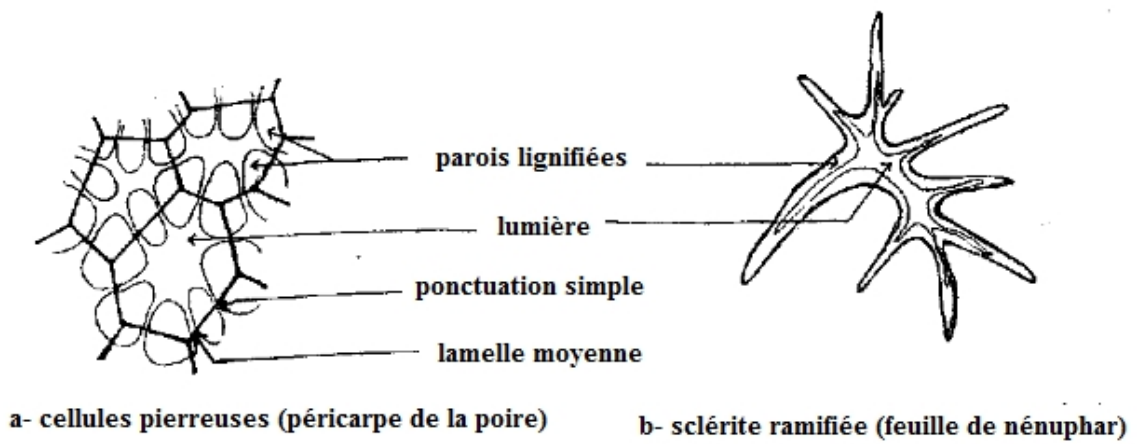 parois lignifiées
lumière
ponctuation simple
lamelle moyenne
a- cellules pierreuses (péricarpe de la poire)
b- sclérite ramifiée (feuille de nénuphar)